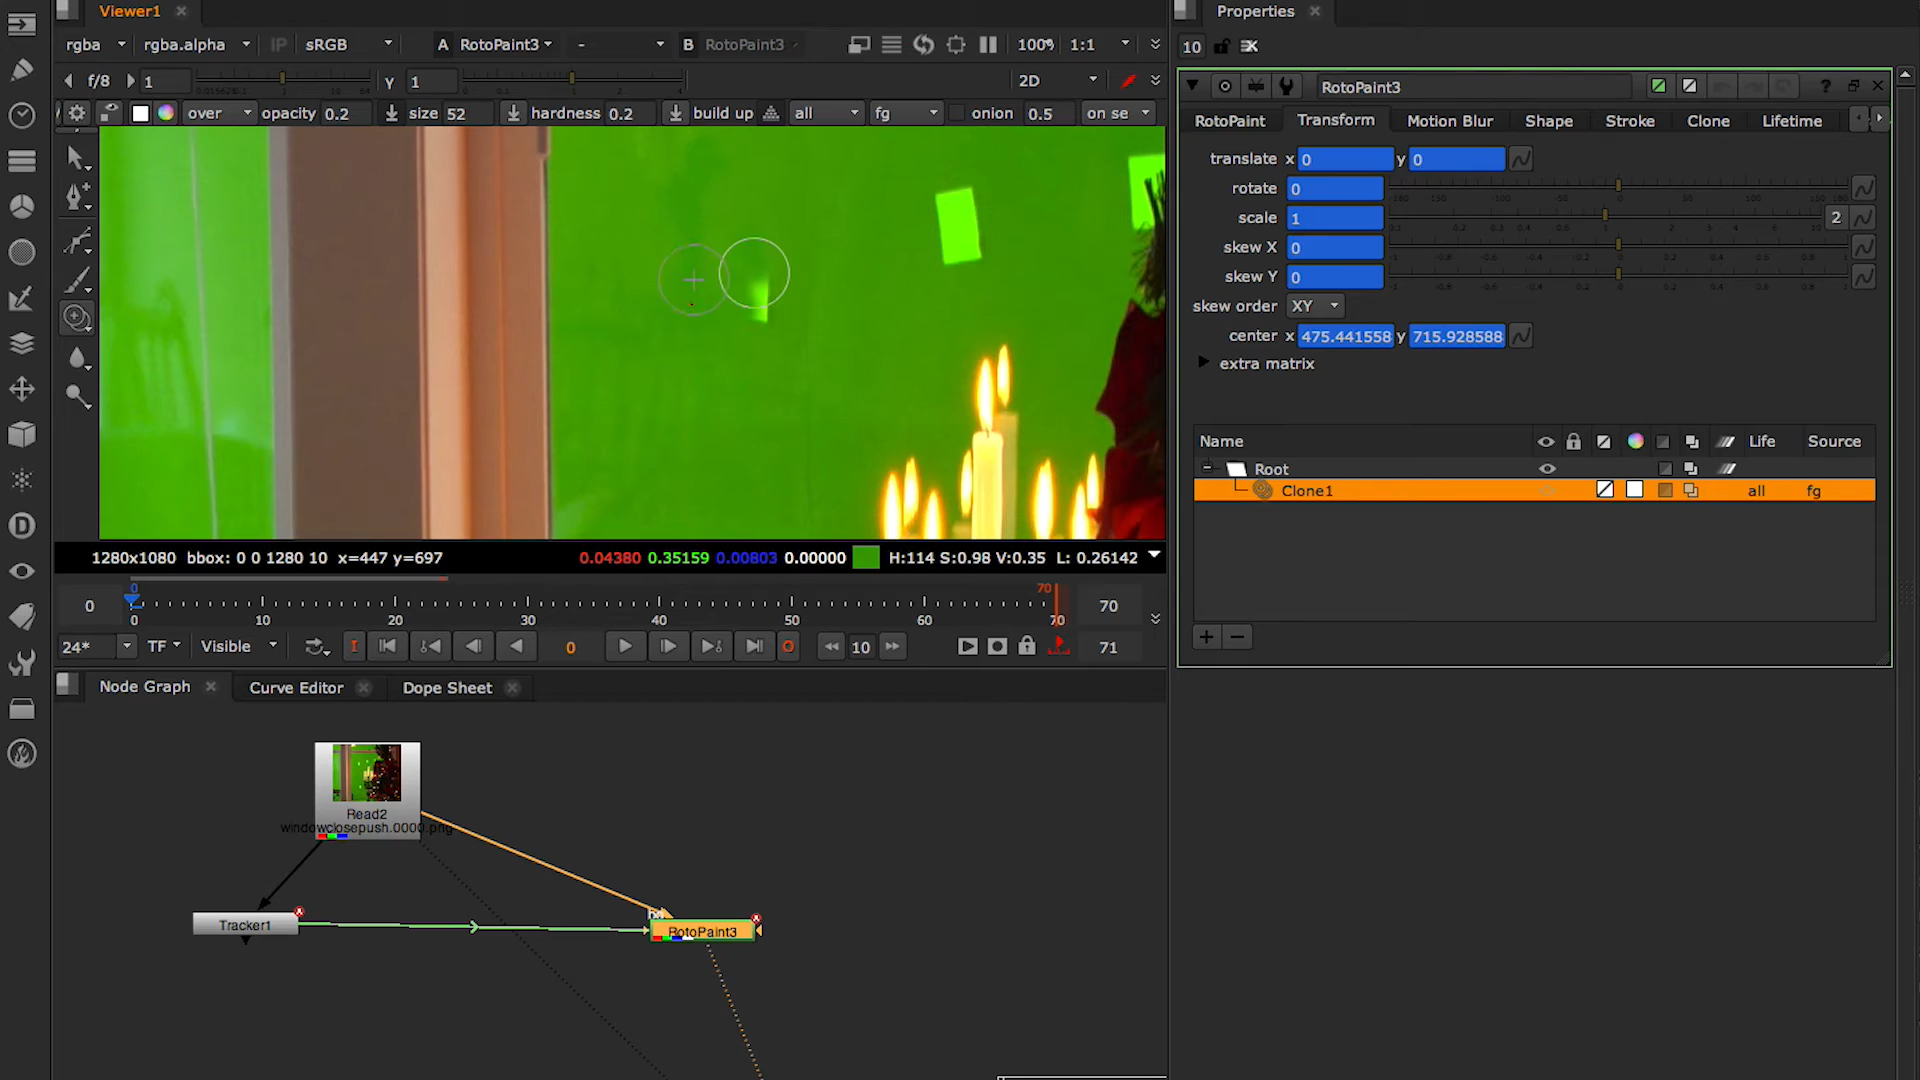 Viewer1
Properties
rgba rgba.alpha IP sRGB A RotoPaint3 - B RotoPaint3 100% 1:1
10
f/8 1 Y 1 2D
RotoPaint3
?
over opacity 0.2 size 52 hardness 0.2 build up all fg onion 0.5 on se
RotoPaint Transform Motion Blur Shape Stroke Clone Lifetime
translate x 0 y 0
rotate 0
scale 1 2
skew X 0
skew Y 0
skew order XY
center x 475.441558 y 715.928588
extra matrix
Name Life Source
Root
Clone1 all fg
1280x1080 bbox: 0 0 1280 10 x=447 y=697 0.04380 0.35159 0.00803 0.00000 H:114 S:0.98 V:0.35 L: 0.26142
0 70
0 70
0 10 20 30 40 50 60 70
24* TF Visible I 0 O 10 71
Node Graph Curve Editor Dope Sheet
Read2
windowclosepush.0000.png
Tracker1
RotoPaint3